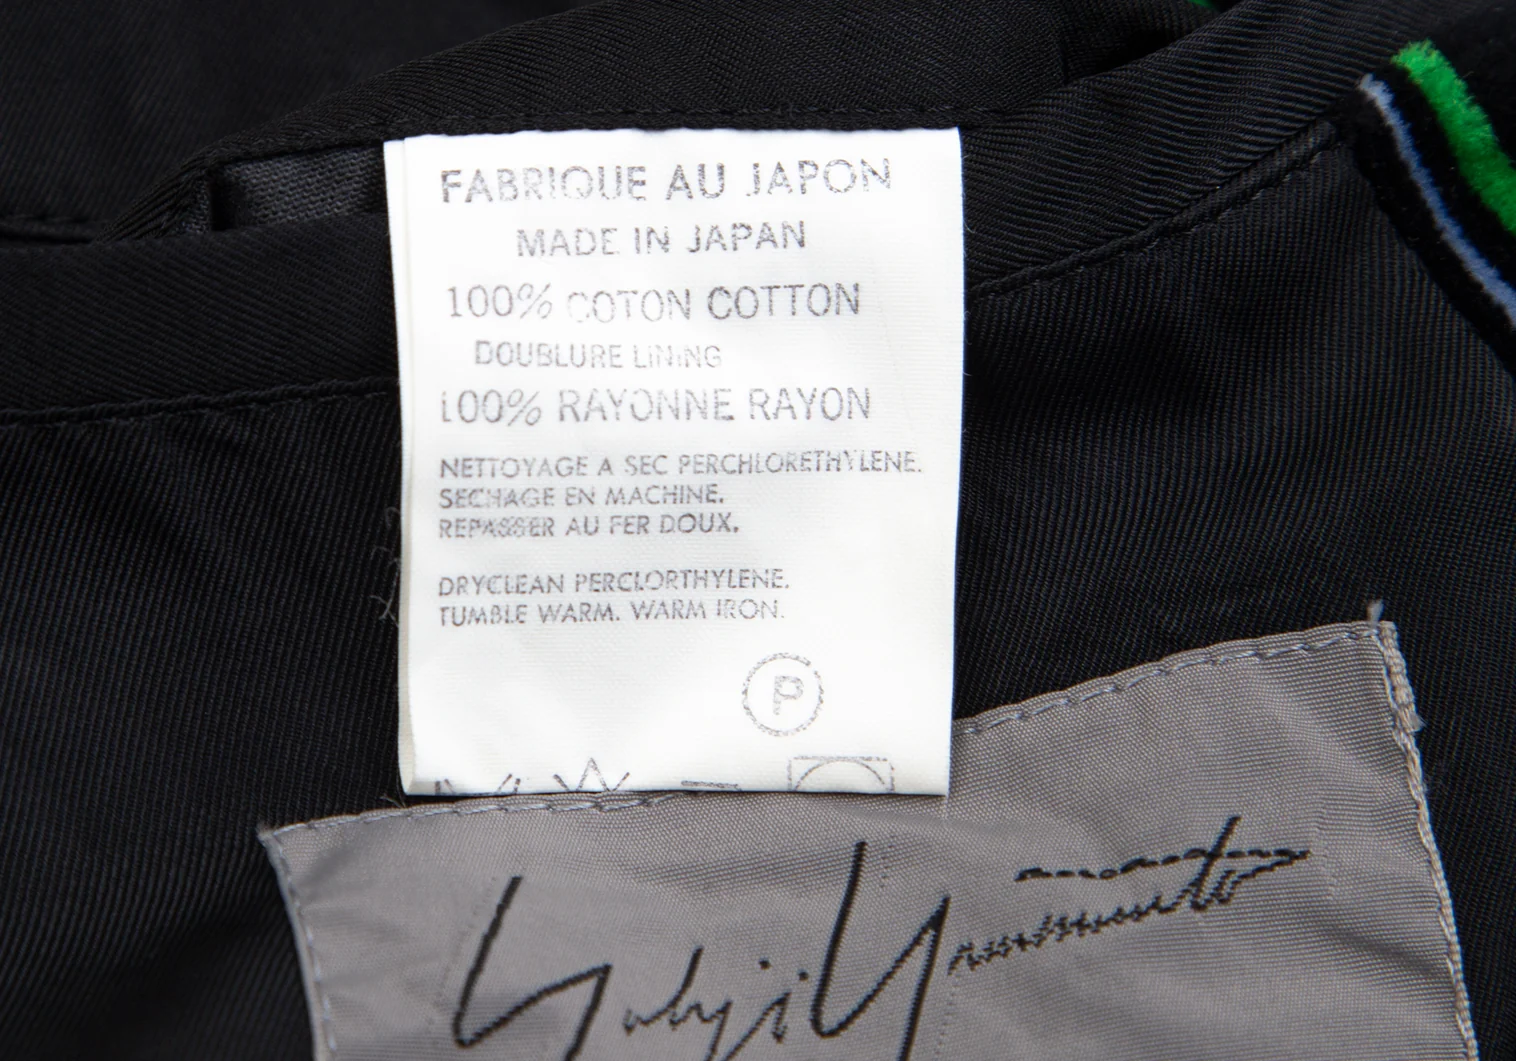 FABRIQUE AU JAPON
MADE IN JAPAN
100% COTON COTTON
DOUBLURE LINING
100% RAYONNE RAYON
NETTOYAGE A SEC PERCHLORETHYLENE.
SECHAGE EN MACHINE.
REPASSER AU FER DOUX.
DRYCLEAN PERCLORTHYLENE.
TUMBLE WARM. WARM IRON.
P
Yohji Yamamoto